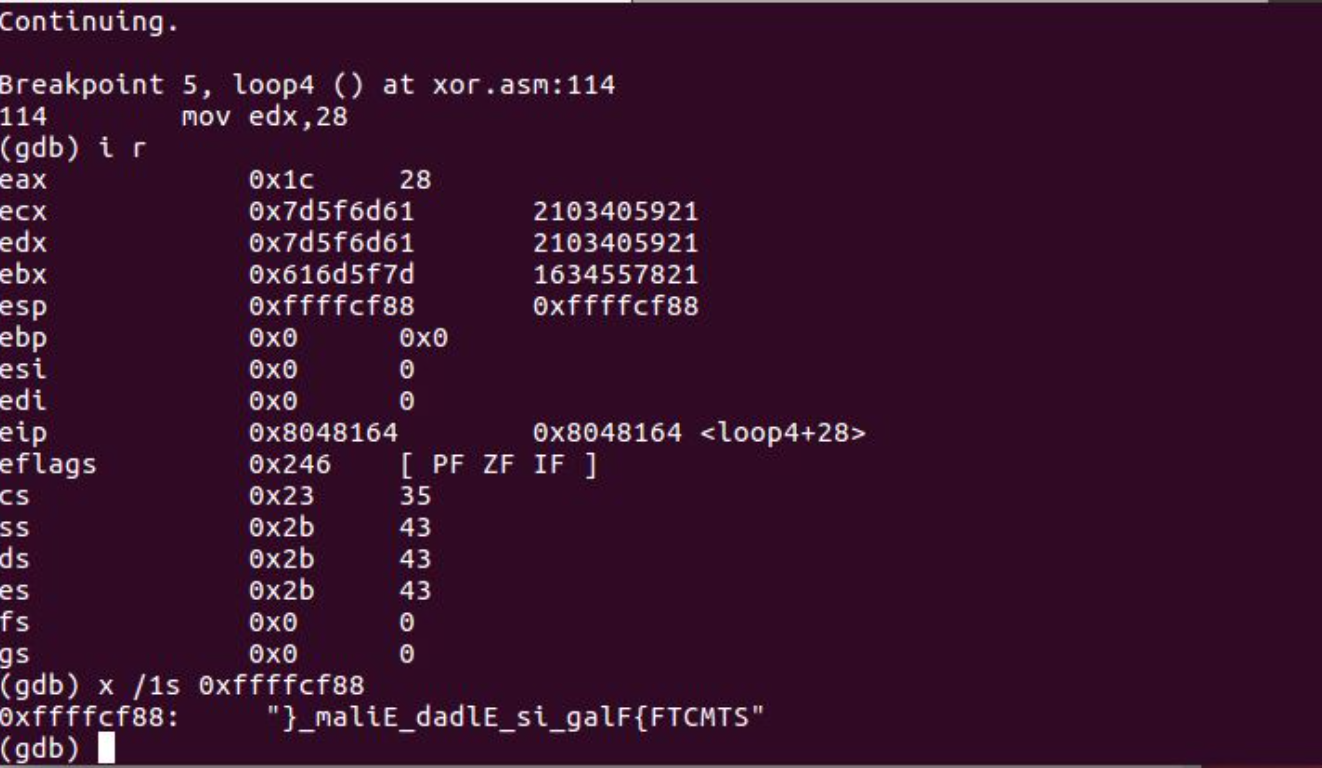 Continuing.
Breakpoint 5, loop4 () at xor.asm:114
114 mov edx,28
(gdb) i r
eax 0x1c 28
ecx 0x7d5f6d61 2103405921
edx 0x7d5f6d61 2103405921
ebx 0x616d5f7d 1634557821
esp 0xffffcf88 0xffffcf88
ebp 0x0 0x0
esi 0x0 0
edi 0x0 0
eip 0x8048164 0x8048164 <loop4+28>
eflags 0x246 [ PF ZF IF ]
cs 0x23 35
ss 0x2b 43
ds 0x2b 43
es 0x2b 43
fs 0x0 0
gs 0x0 0
(gdb) x /1s 0xffffcf88
0xffffcf88: "}_maliE_dadlE_si_galF{FTCMTS"
(gdb)